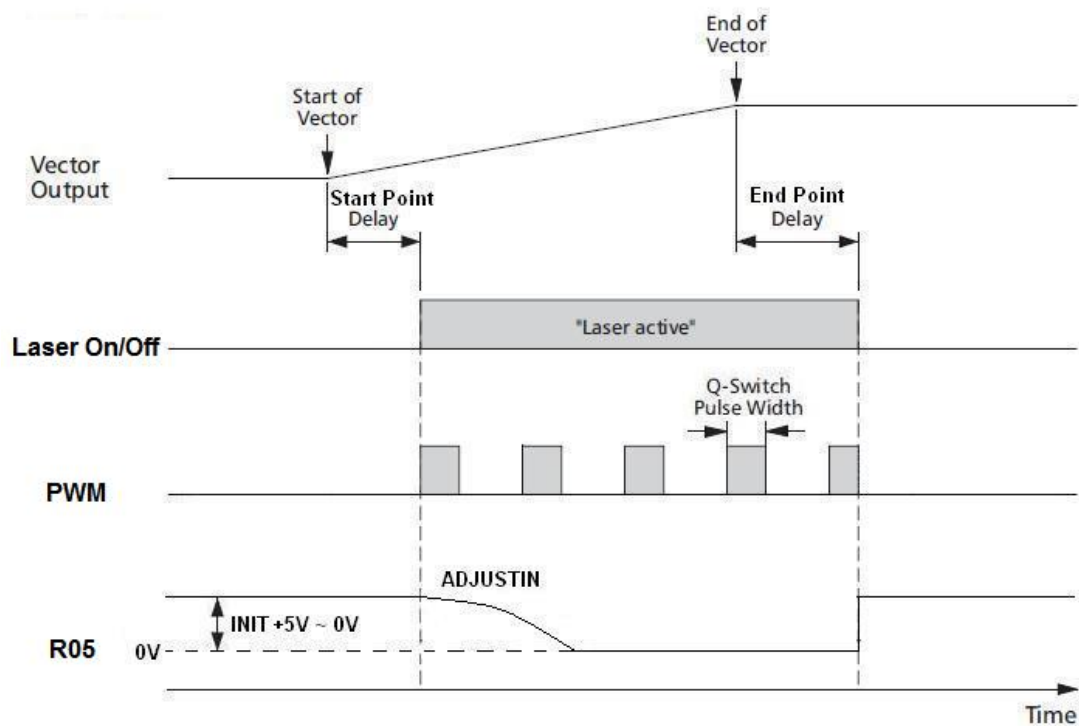 End of
Vector
Start of
Vector
Vector
Output
Start Point
Delay
End Point
Delay
Laser On/Off
"Laser active"
Q-Switch
Pulse Width
PWM
ADJUSTIN
INIT +5V ~ 0V
R05
0V
Time